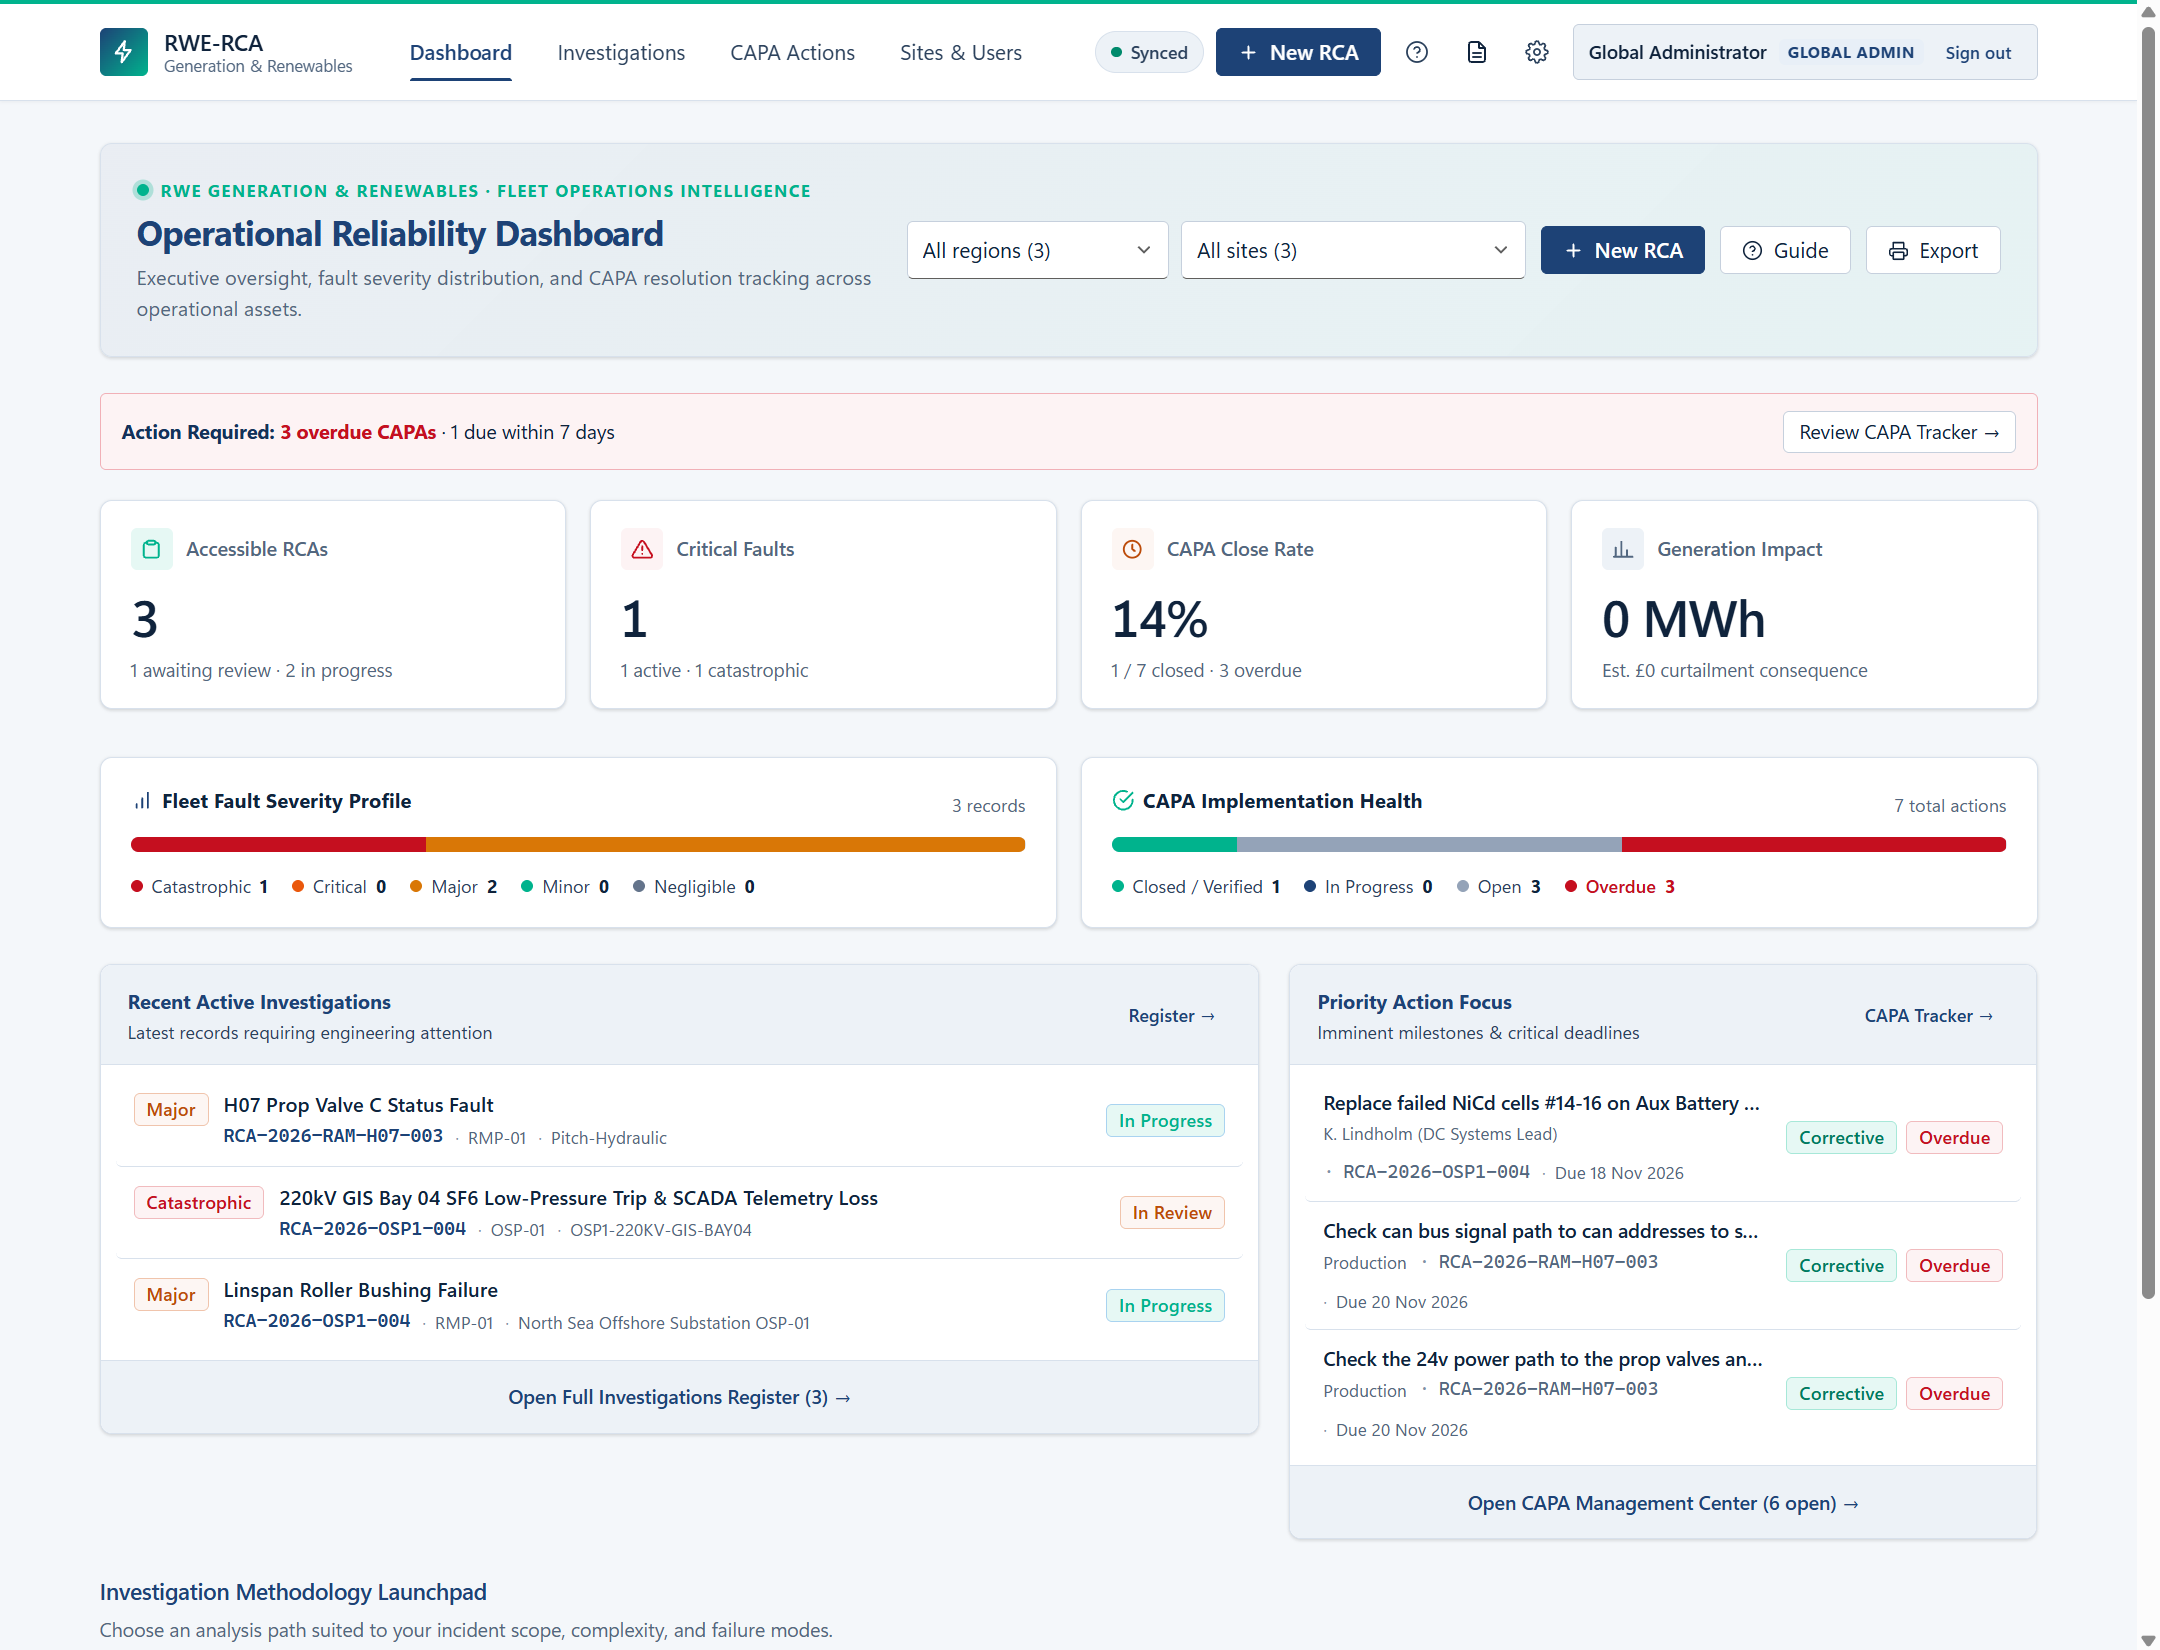 RWE-RCA
Generation & Renewables
Dashboard
Investigations
CAPA Actions
Sites & Users
Synced
+ New RCA
Global Administrator GLOBAL ADMIN Sign out
RWE GENERATION & RENEWABLES · FLEET OPERATIONS INTELLIGENCE
Operational Reliability Dashboard
Executive oversight, fault severity distribution, and CAPA resolution tracking across
operational assets.
All regions (3)
All sites (3)
+ New RCA
Guide
Export
Action Required: 3 overdue CAPAs · 1 due within 7 days
Review CAPA Tracker →
Accessible RCAs
3
1 awaiting review · 2 in progress
Critical Faults
1
1 active · 1 catastrophic
CAPA Close Rate
14%
1 / 7 closed · 3 overdue
Generation Impact
0 MWh
Est. £0 curtailment consequence
Fleet Fault Severity Profile
3 records
Catastrophic 1 Critical 0 Major 2 Minor 0 Negligible 0
CAPA Implementation Health
7 total actions
Closed / Verified 1 In Progress 0 Open 3 Overdue 3
Recent Active Investigations
Latest records requiring engineering attention
Register →
Major H07 Prop Valve C Status Fault
RCA-2026-RAM-H07-003 · RMP-01 · Pitch-Hydraulic
In Progress
Catastrophic 220kV GIS Bay 04 SF6 Low-Pressure Trip & SCADA Telemetry Loss
RCA-2026-OSP1-004 · OSP-01 · OSP1-220KV-GIS-BAY04
In Review
Major Linspan Roller Bushing Failure
RCA-2026-OSP1-004 · RMP-01 · North Sea Offshore Substation OSP-01
In Progress
Open Full Investigations Register (3) →
Priority Action Focus
Imminent milestones & critical deadlines
CAPA Tracker →
Replace failed NiCd cells #14-16 on Aux Battery ...
K. Lindholm (DC Systems Lead)
· RCA-2026-OSP1-004 · Due 18 Nov 2026
Corrective Overdue
Check can bus signal path to can addresses to s...
Production · RCA-2026-RAM-H07-003
· Due 20 Nov 2026
Corrective Overdue
Check the 24v power path to the prop valves an...
Production · RCA-2026-RAM-H07-003
· Due 20 Nov 2026
Corrective Overdue
Open CAPA Management Center (6 open) →
Investigation Methodology Launchpad
Choose an analysis path suited to your incident scope, complexity, and failure modes.